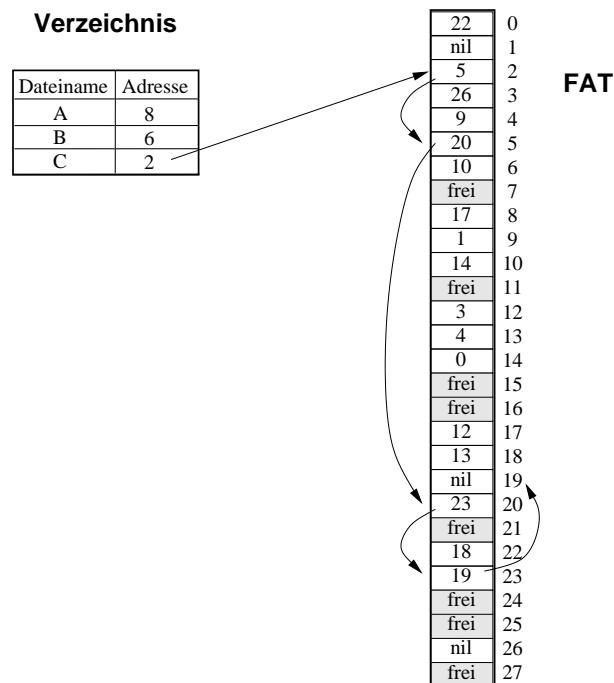 Verzeichnis
Dateiname Adresse
A 8
B 6
C 2
FAT
22 0
nil 1
5 2
26 3
9 4
20 5
10 6
frei 7
17 8
1 9
14 10
frei 11
3 12
4 13
0 14
frei 15
frei 16
12 17
13 18
nil 19
23 20
frei 21
18 22
19 23
frei 24
frei 25
nil 26
frei 27